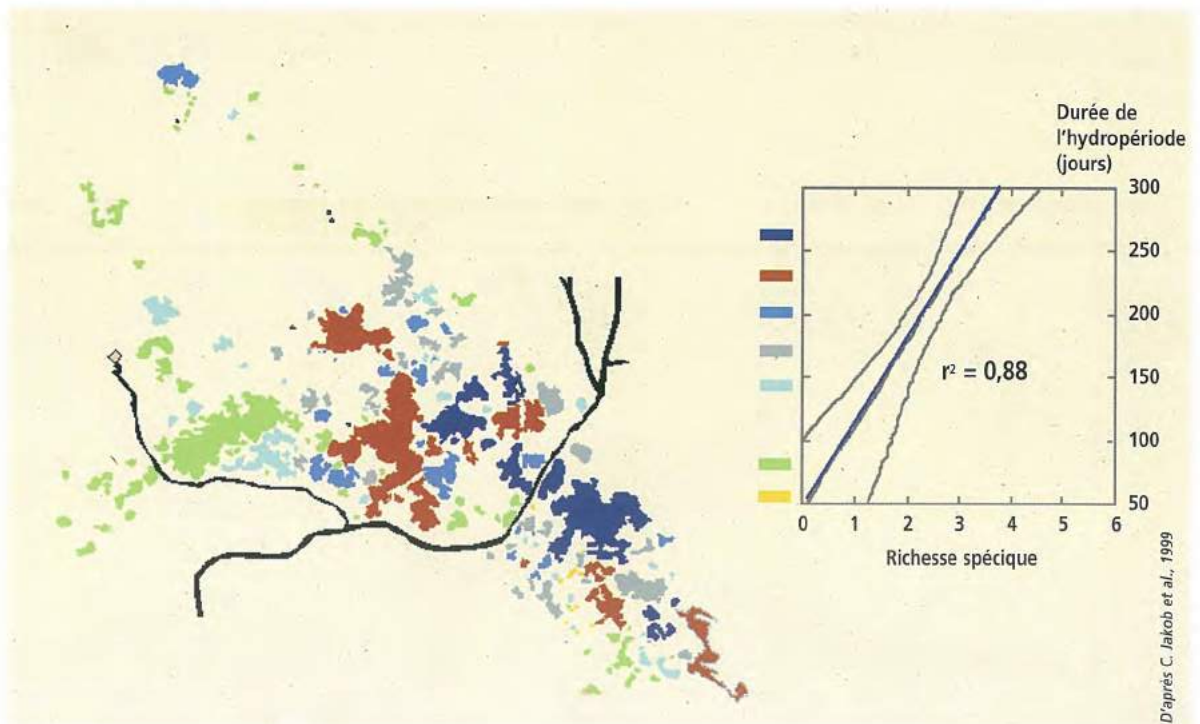 Durée de
l'hydropériode
(jours)
300
250
200
150
100
50
r² = 0,88
0 1 2 3 4 5 6
Richesse spécique
D'après C. Jakob et al., 1999